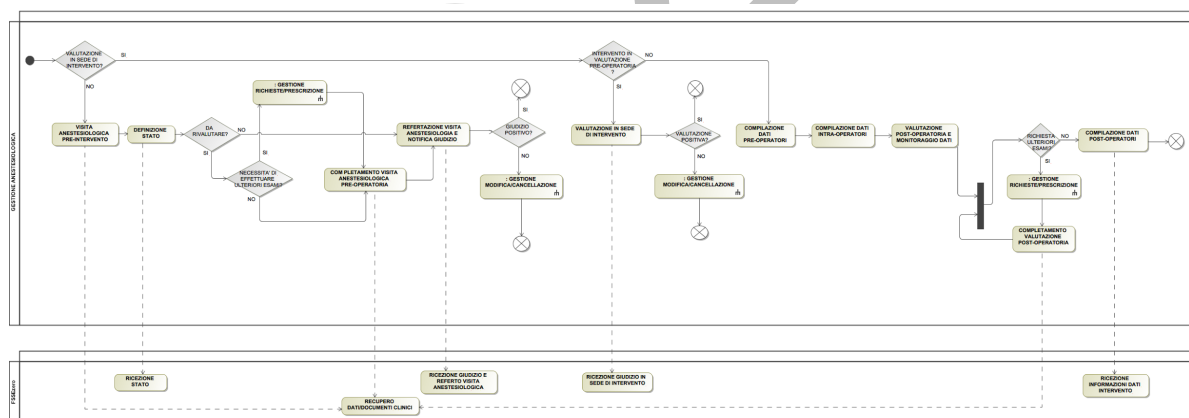 GESTIONE ANESTESIOLOGICA
VALUTAZIONE
IN SEDE DI
INTERVENTO?
SI
NO
VISITA
ANESTESIOLOGICA
PRE-INTERVENTO
DEFINIZIONE
STATO
DA
RIVALUTARE?
NO
SI
: GESTIONE
RICHIESTE/PRESCRIZIONE
SI
NECESSITA' DI
EFFETTUARE
ULTERIORI ESAMI?
NO
COMPLETAMENTO VISITA
ANESTESIOLOGICA
PRE-OPERATORIA
REFERTAZIONE VISITA
ANESTESIOLOGIA E
NOTIFICA GIUDIZIO
GIUDIZIO
POSITIVO?
SI
NO
: GESTIONE
MODIFICA/CANCELLAZIONE
INTERVENTO IN
VALUTAZIONE
PRE-OPERATORIA
?
NO
SI
VALUTAZIONE IN SEDE
DI INTERVENTO
VALUTAZIONE
POSITIVA?
SI
NO
: GESTIONE
MODIFICA/CANCELLAZIONE
COMPILAZIONE
DATI
PRE-OPERATORI
COMPILAZIONE DATI
INTRA-OPERATORI
VALUTAZIONE
POST-OPERATORIA E
MONITORAGGIO DATI
RICHIESTA
ULTERIORI
ESAMI?
NO
SI
COMPILAZIONE DATI
POST-OPERATORI
: GESTIONE
RICHIESTE/PRESCRIZIONE
COMPLETAMENTO
VALUTAZIONE
POST-OPERATORIA
RICEZIONE
STATO
RECUPERO
DATI/DOCUMENTI CLINICI
RICEZIONE GIUDIZIO E
REFERTO VISITA
ANESTESIOLOGICA
RICEZIONE GIUDIZIO IN
SEDE DI INTERVENTO
RICEZIONE
INFORMAZIONI DATI
INTERVENTO